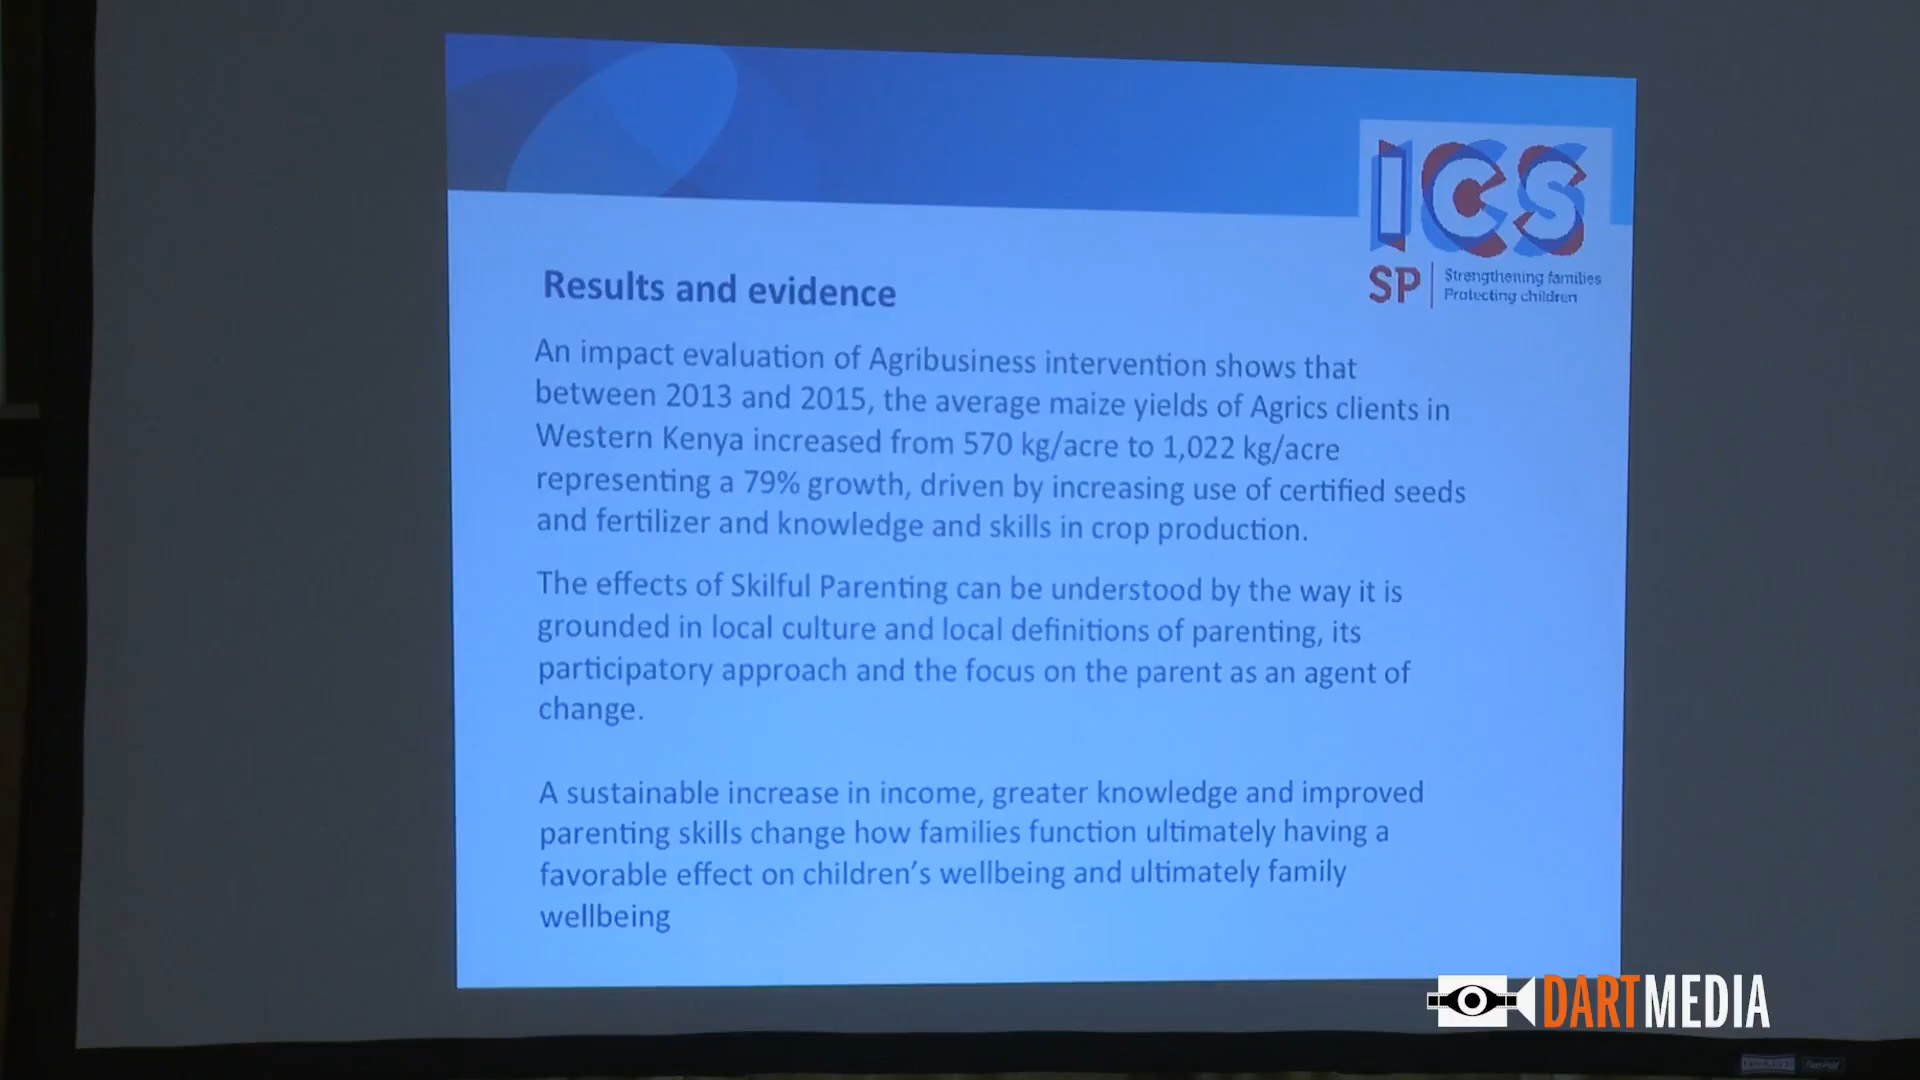 ICS
SP
Strengthening families
Protecting children
Results and evidence
An impact evaluation of Agribusiness intervention shows that
between 2013 and 2015, the average maize yields of Agrics clients in
Western Kenya increased from 570 kg/acre to 1,022 kg/acre
representing a 79% growth, driven by increasing use of certified seeds
and fertilizer and knowledge and skills in crop production.
The effects of Skilful Parenting can be understood by the way it is
grounded in local culture and local definitions of parenting, its
participatory approach and the focus on the parent as an agent of
change.
A sustainable increase in income, greater knowledge and improved
parenting skills change how families function ultimately having a
favorable effect on children's wellbeing and ultimately family
wellbeing
DARTMEDIA